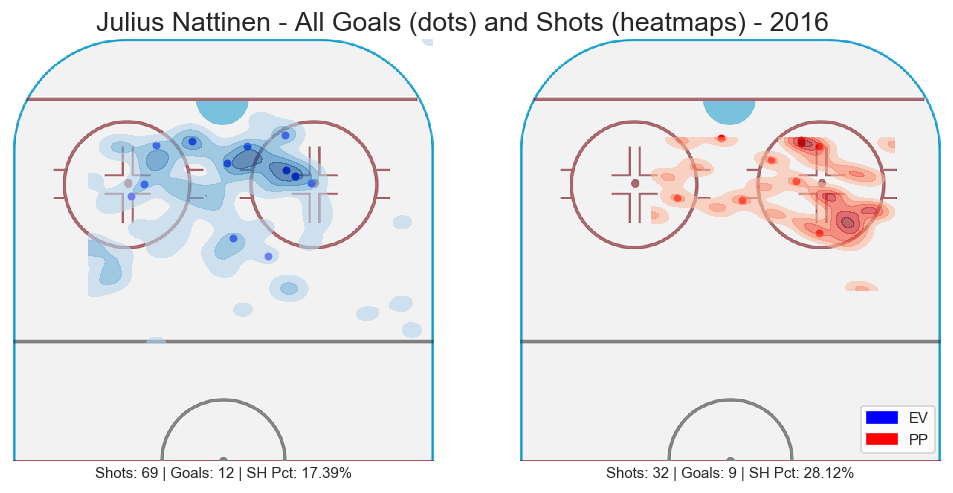 Julius Nattinen - All Goals (dots) and Shots (heatmaps) - 2016
EV
PP
Shots: 69 | Goals: 12 | SH Pct: 17.39%
Shots: 32 | Goals: 9 | SH Pct: 28.12%